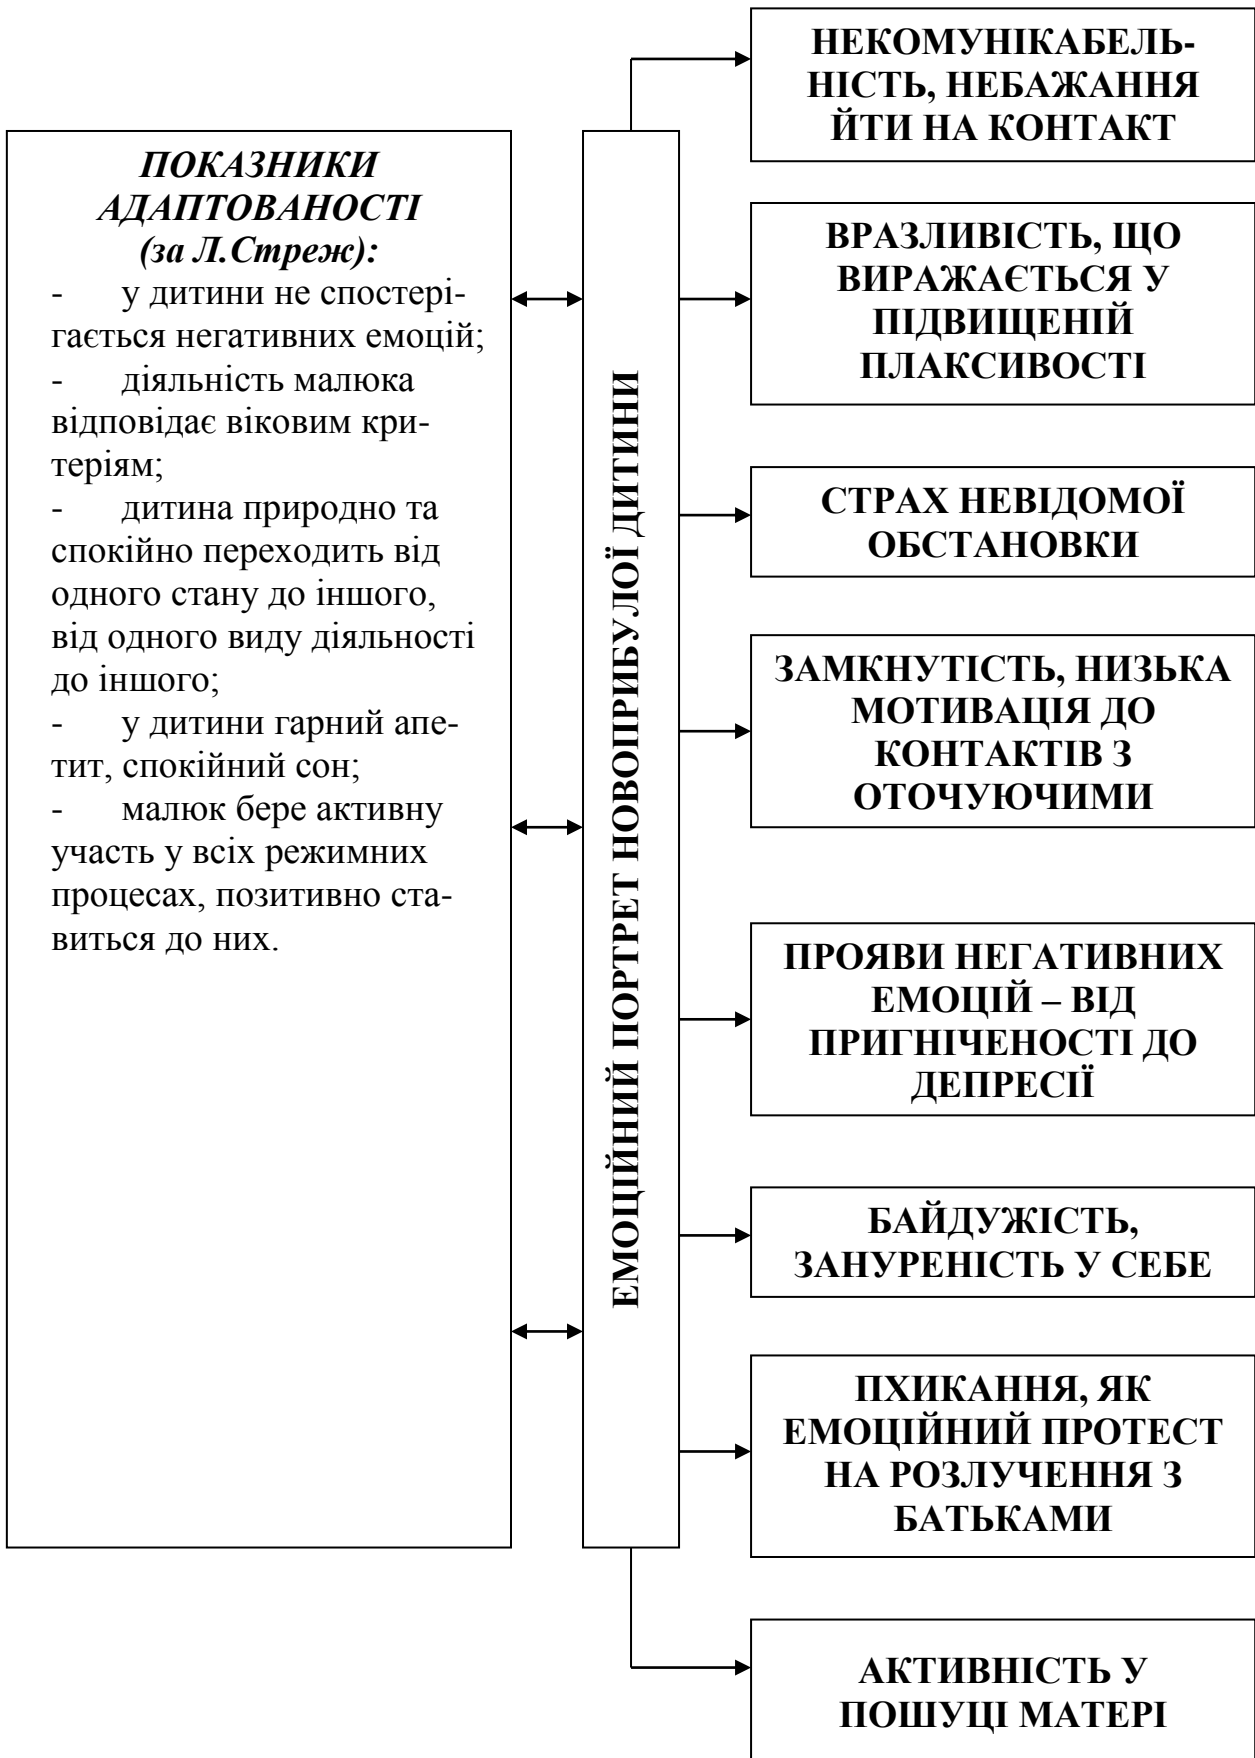 ПОКАЗНИКИ
АДАПТОВАНОСТІ
(за Л.Стреж):
- у дитини не спостері-
гається негативних емоцій;
- діяльність малюка
відповідає віковим кри-
теріям;
- дитина природно та
спокійно переходить від
одного стану до іншого,
від одного виду діяльності
до іншого;
- у дитини гарний апе-
тит, спокійний сон;
- малюк бере активну
участь у всіх режимних
процесах, позитивно ста-
виться до них.
ЕМОЦІЙНИЙ ПОРТРЕТ НОВОПРИБУЛОЇ ДИТИНИ
НЕКОМУНІКАБЕЛЬ-
НІСТЬ, НЕБАЖАННЯ
ЙТИ НА КОНТАКТ
ВРАЗЛИВІСТЬ, ЩО
ВИРАЖАЄТЬСЯ У
ПІДВИЩЕНІЙ
ПЛАКСИВОСТІ
СТРАХ НЕВІДОМОЇ
ОБСТАНОВКИ
ЗАМКНУТІСТЬ, НИЗЬКА
МОТИВАЦІЯ ДО
КОНТАКТІВ З
ОТОЧУЮЧИМИ
ПРОЯВИ НЕГАТИВНИХ
ЕМОЦІЙ – ВІД
ПРИГНІЧЕНОСТІ ДО
ДЕПРЕСІЇ
БАЙДУЖІСТЬ,
ЗАНУРЕНІСТЬ У СЕБЕ
ПХИКАННЯ, ЯК
ЕМОЦІЙНИЙ ПРОТЕСТ
НА РОЗЛУЧЕННЯ З
БАТЬКАМИ
АКТИВНІСТЬ У
ПОШУЦІ МАТЕРІ